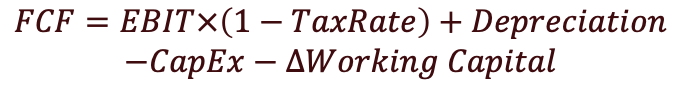 FCF = EBIT×(1 − TaxRate) + Depreciation
−CapEx − ΔWorking Capital